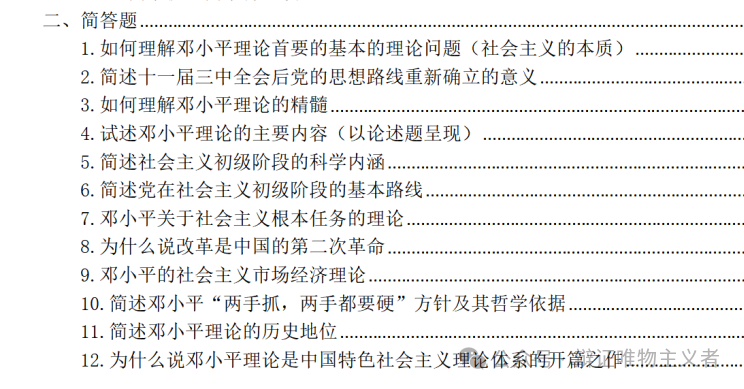 二、简答题
1.如何理解邓小平理论首要的基本的理论问题（社会主义的本质）
2.简述十一届三中全会后党的思想路线重新确立的意义
3.如何理解邓小平理论的精髓
4.试述邓小平理论的主要内容（以论述题呈现）
5.简述社会主义初级阶段的科学内涵
6.简述党在社会主义初级阶段的基本路线
7.邓小平关于社会主义根本任务的理论
8.为什么说改革是中国的第二次革命
9.邓小平的社会主义市场经济理论
10.简述邓小平“两手抓，两手都要硬”方针及其哲学依据
11.简述邓小平理论的历史地位
12.为什么说邓小平理论是中国特色社会主义理论体系的开篇之作
唯物主义者